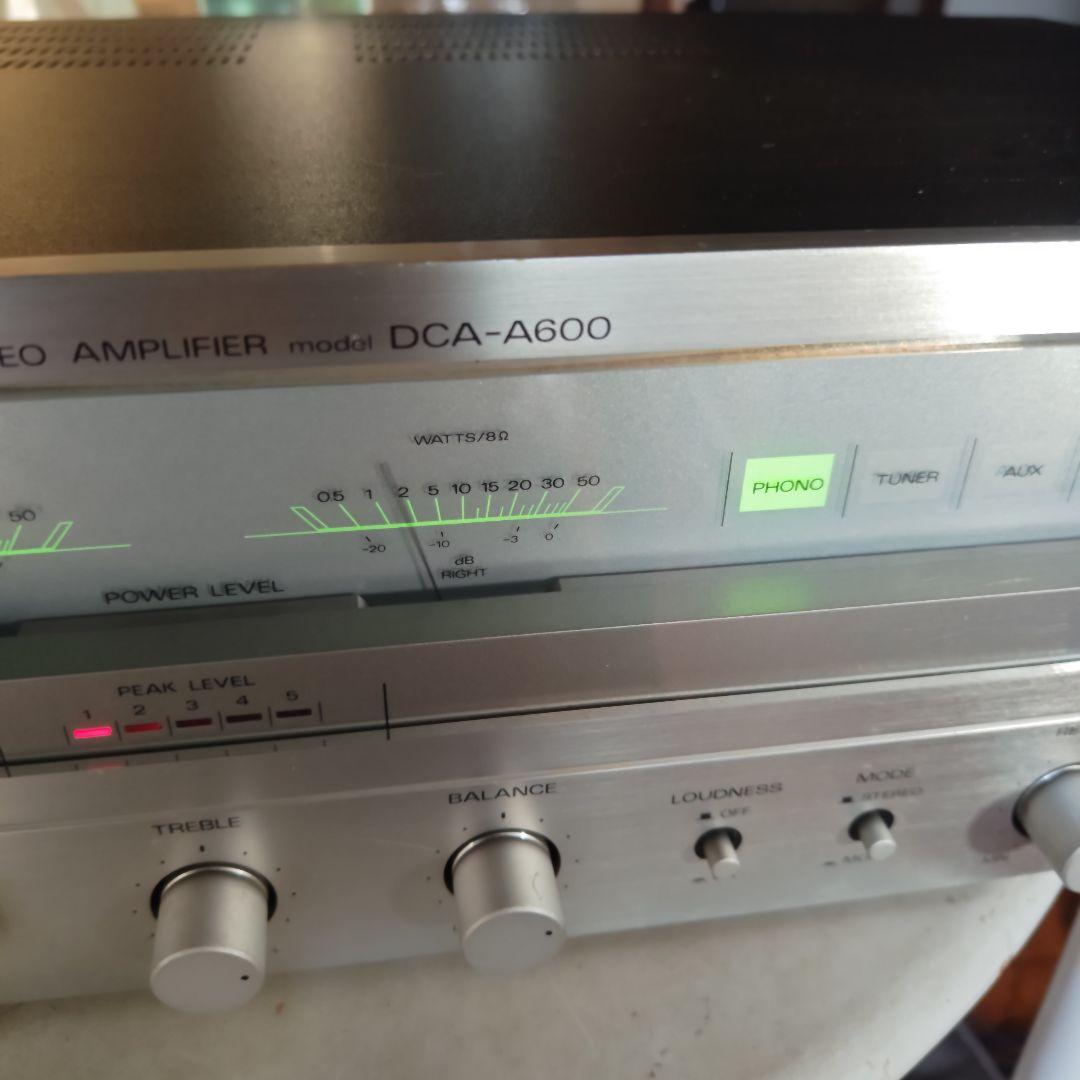 EO AMPLIFIER model DCA-A600
WATTS/8Ω
0.5 1 2 5 10 15 20 30 50
50
-20 -10 -3 0
dB
RIGHT
PHONO TUNER AUX
POWER LEVEL
PEAK LEVEL
1 2 3 4 5
TREBLE
BALANCE
LOUDNESS
OFF
MODE
STEREO